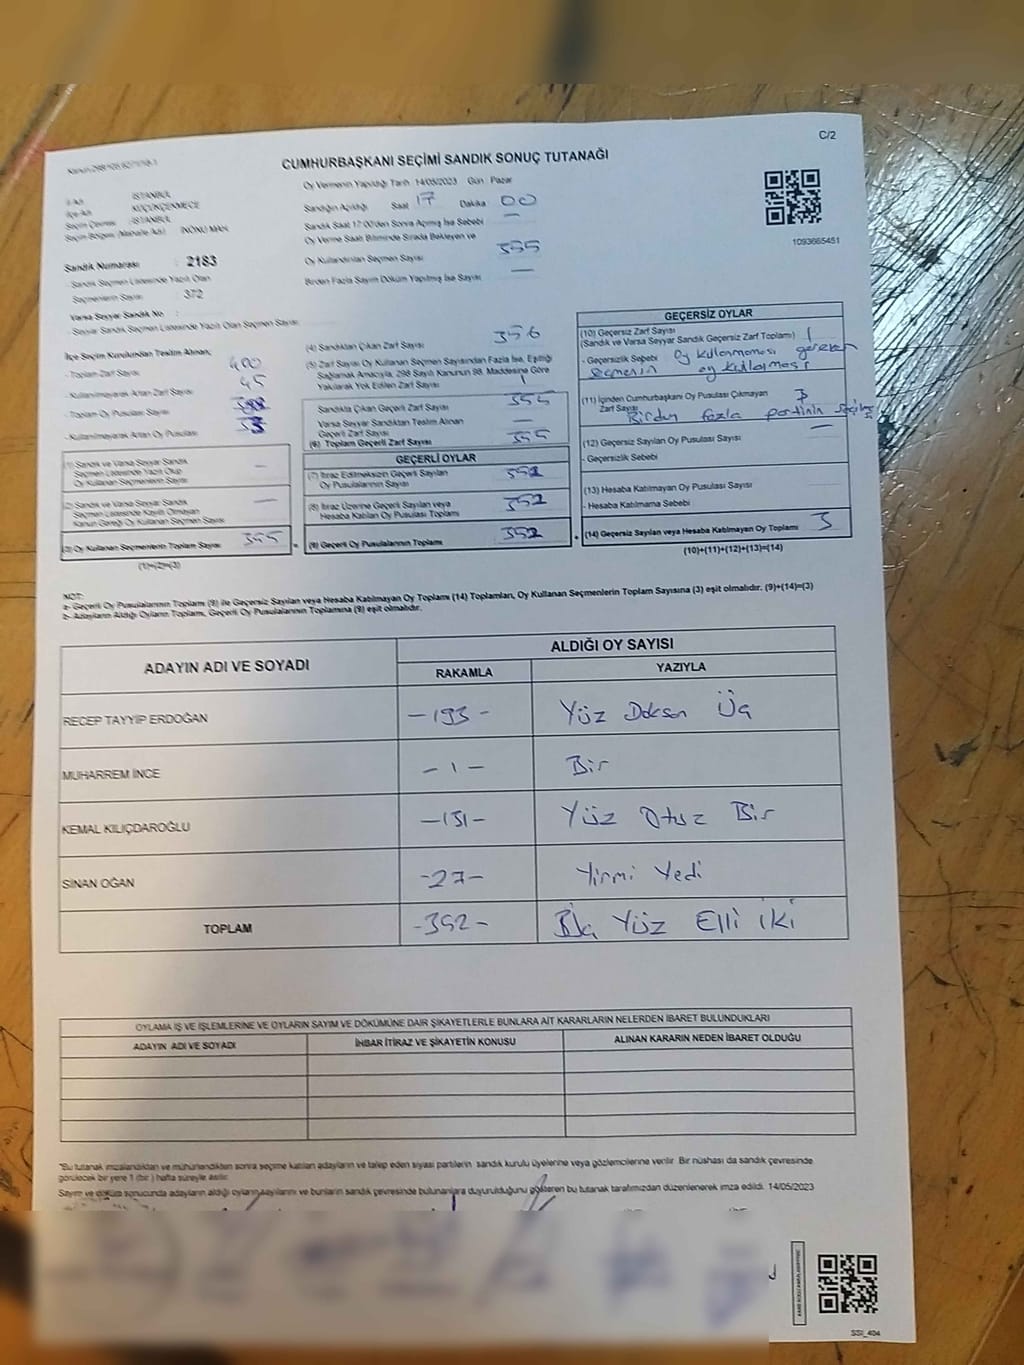 C/2
CUMHURBAŞKANI SEÇİMİ SANDIK SONUÇ TUTANAĞI
Oy Vermenin Yapıldığı Tarih 14/05/2023 Gün : Pazar
İl Adı İSTANBUL
İlçe Adı KÜÇÜKÇEKMECE
Seçim Çevresi İSTANBUL
Seçim Bölgesi (Mahalle Adı) İNÖNÜ MAH.
Sandığın Açıldığı Saat 17 Dakika 00
Sandık Saat 17:00'den Sonra Açılmış İse Sebebi —
Oy Verme Saati Bitiminde Sırada Bekleyen ve
Oy Kullandırılan Seçmen Sayısı 355
Birden Fazla Sayım Döküm Yapılmış İse Sayısı —
1093665451
Sandık Numarası : 2183
- Sandık Seçmen Listesinde Yazılı Olan
Seçmenlerin Sayısı : 372
Varsa Seyyar Sandık No :
- Seyyar Sandık Seçmen Listesinde Yazılı Olan Seçmen Sayısı
İlçe Seçim Kurulundan Teslim Alınan;
- Toplam Zarf Sayısı 400
- Kullanılmayarak Artan Zarf Sayısı 45
- Toplam Oy Pusulası Sayısı
- Kullanılmayarak Artan Oy Pusulası
(1) Sandık ve Varsa Seyyar Sandık
Seçmen Listesinde Yazılı Olup
Oy Kullanan Seçmenlerin Sayısı —
(2) Sandık ve Varsa Seyyar Sandık
Seçmen Listesinde Kayıtlı Olmayan
Kanun Gereği Oy Kullanan Seçmen Sayısı —
(3) Oy Kullanan Seçmenlerin Toplam Sayısı 355
(1)+(2)=(3)
(4) Sandıktan Çıkan Zarf Sayısı 356
(5) Zarf Sayısı Oy Kullanan Seçmen Sayısından Fazla İse, Eşitliği
Sağlamak Amacıyla, 298 Sayılı Kanunun 98. Maddesine Göre
Yakılarak Yok Edilen Zarf Sayısı 1
Sandıkta Çıkan Geçerli Zarf Sayısı 355
Varsa Seyyar Sandıktan Teslim Alınan
Geçerli Zarf Sayısı —
(6) Toplam Geçerli Zarf Sayısı 355
GEÇERLİ OYLAR
(7) İtiraz Edilmeksizin Geçerli Sayılan
Oy Pusulalarının Sayısı 352
(8) İtiraz Üzerine Geçerli Sayılan veya
Hesaba Katılan Oy Pusulası Toplamı 352
(9) Geçerli Oy Pusulalarının Toplamı 352
GEÇERSİZ OYLAR
(10) Geçersiz Zarf Sayısı
(Sandık ve Varsa Seyyar Sandık Geçersiz Zarf Toplamı) 1
- Geçersizlik Sebebi Oy kullanmaması gereken
seçmenin oy kullanması
(11) İçinden Cumhurbaşkanı Oy Pusulası Çıkmayan
Zarf Sayısı Birden fazla partinin
(12) Geçersiz Sayılan Oy Pusulası Sayısı —
- Geçersizlik Sebebi
(13) Hesaba Katılmayan Oy Pusulası Sayısı
- Hesaba Katılmama Sebebi
(14) Geçersiz Sayılan veya Hesaba Katılmayan Oy Toplamı 3
(10)+(11)+(12)+(13)=(14)
NOT:
a- Geçerli Oy Pusulalarının Toplamı (9) ile Geçersiz Sayılan veya Hesaba Katılmayan Oy Toplamı (14) Toplamları, Oy Kullanan Seçmenlerin Toplam Sayısına (3) eşit olmalıdır. (9)+(14)=(3)
b- Adayların Aldığı Oyların Toplamı, Geçerli Oy Pusulalarının Toplamına (9) eşit olmalıdır.
ADAYIN ADI VE SOYADI
ALDIĞI OY SAYISI
RAKAMLA YAZIYLA
RECEP TAYYİP ERDOĞAN —193- Yüz Doksan Üç
MUHARREM İNCE —1— Bir
KEMAL KILIÇDAROĞLU —131- Yüz Otuz Bir
SİNAN OĞAN -27— Yirmi Yedi
TOPLAM -352- Yüz Elli İki
OYLAMA İŞ VE İŞLEMLERİNE VE OYLARIN SAYIM VE DÖKÜMÜNE DAİR ŞİKAYETLERLE BUNLARA AİT KARARLARIN NELERDEN İBARET BULUNDUKLARI
ADAYIN ADI VE SOYADI İHBAR İTİRAZ VE ŞİKAYETİN KONUSU ALINAN KARARIN NEDEN İBARET OLDUĞU
*Bu tutanak imzalandıktan ve mühürlendikten sonra seçime katılan adayların ve talep eden siyasi partilerin sandık kurulu üyelerine veya gözlemcilerine verilir. Bir nüshası da sandık çevresinde
görülecek bir yere 1 (bir) hafta süreyle asılır.
Sayım ve döküm sonucunda adayların aldığı oyların sayılarını ve bunların sandık çevresinde bulunanlara duyurulduğunu gösteren bu tutanak tarafımızdan düzenlenerek imza edildi. 14/05/2023
SSİ_404